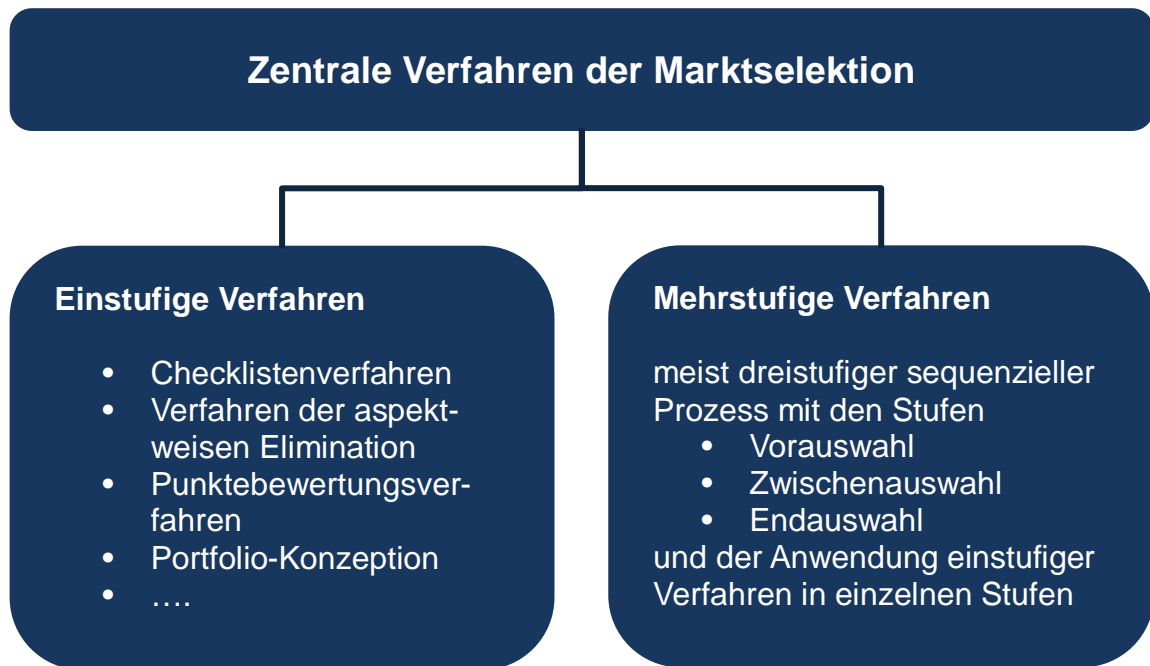 Zentrale Verfahren der Marktselektion
Einstufige Verfahren
• Checklistenverfahren
• Verfahren der aspekt-
weisen Elimination
• Punktebewertungsver-
fahren
• Portfolio-Konzeption
• ….
Mehrstufige Verfahren
meist dreistufiger sequenzieller
Prozess mit den Stufen
• Vorauswahl
• Zwischenauswahl
• Endauswahl
und der Anwendung einstufiger
Verfahren in einzelnen Stufen